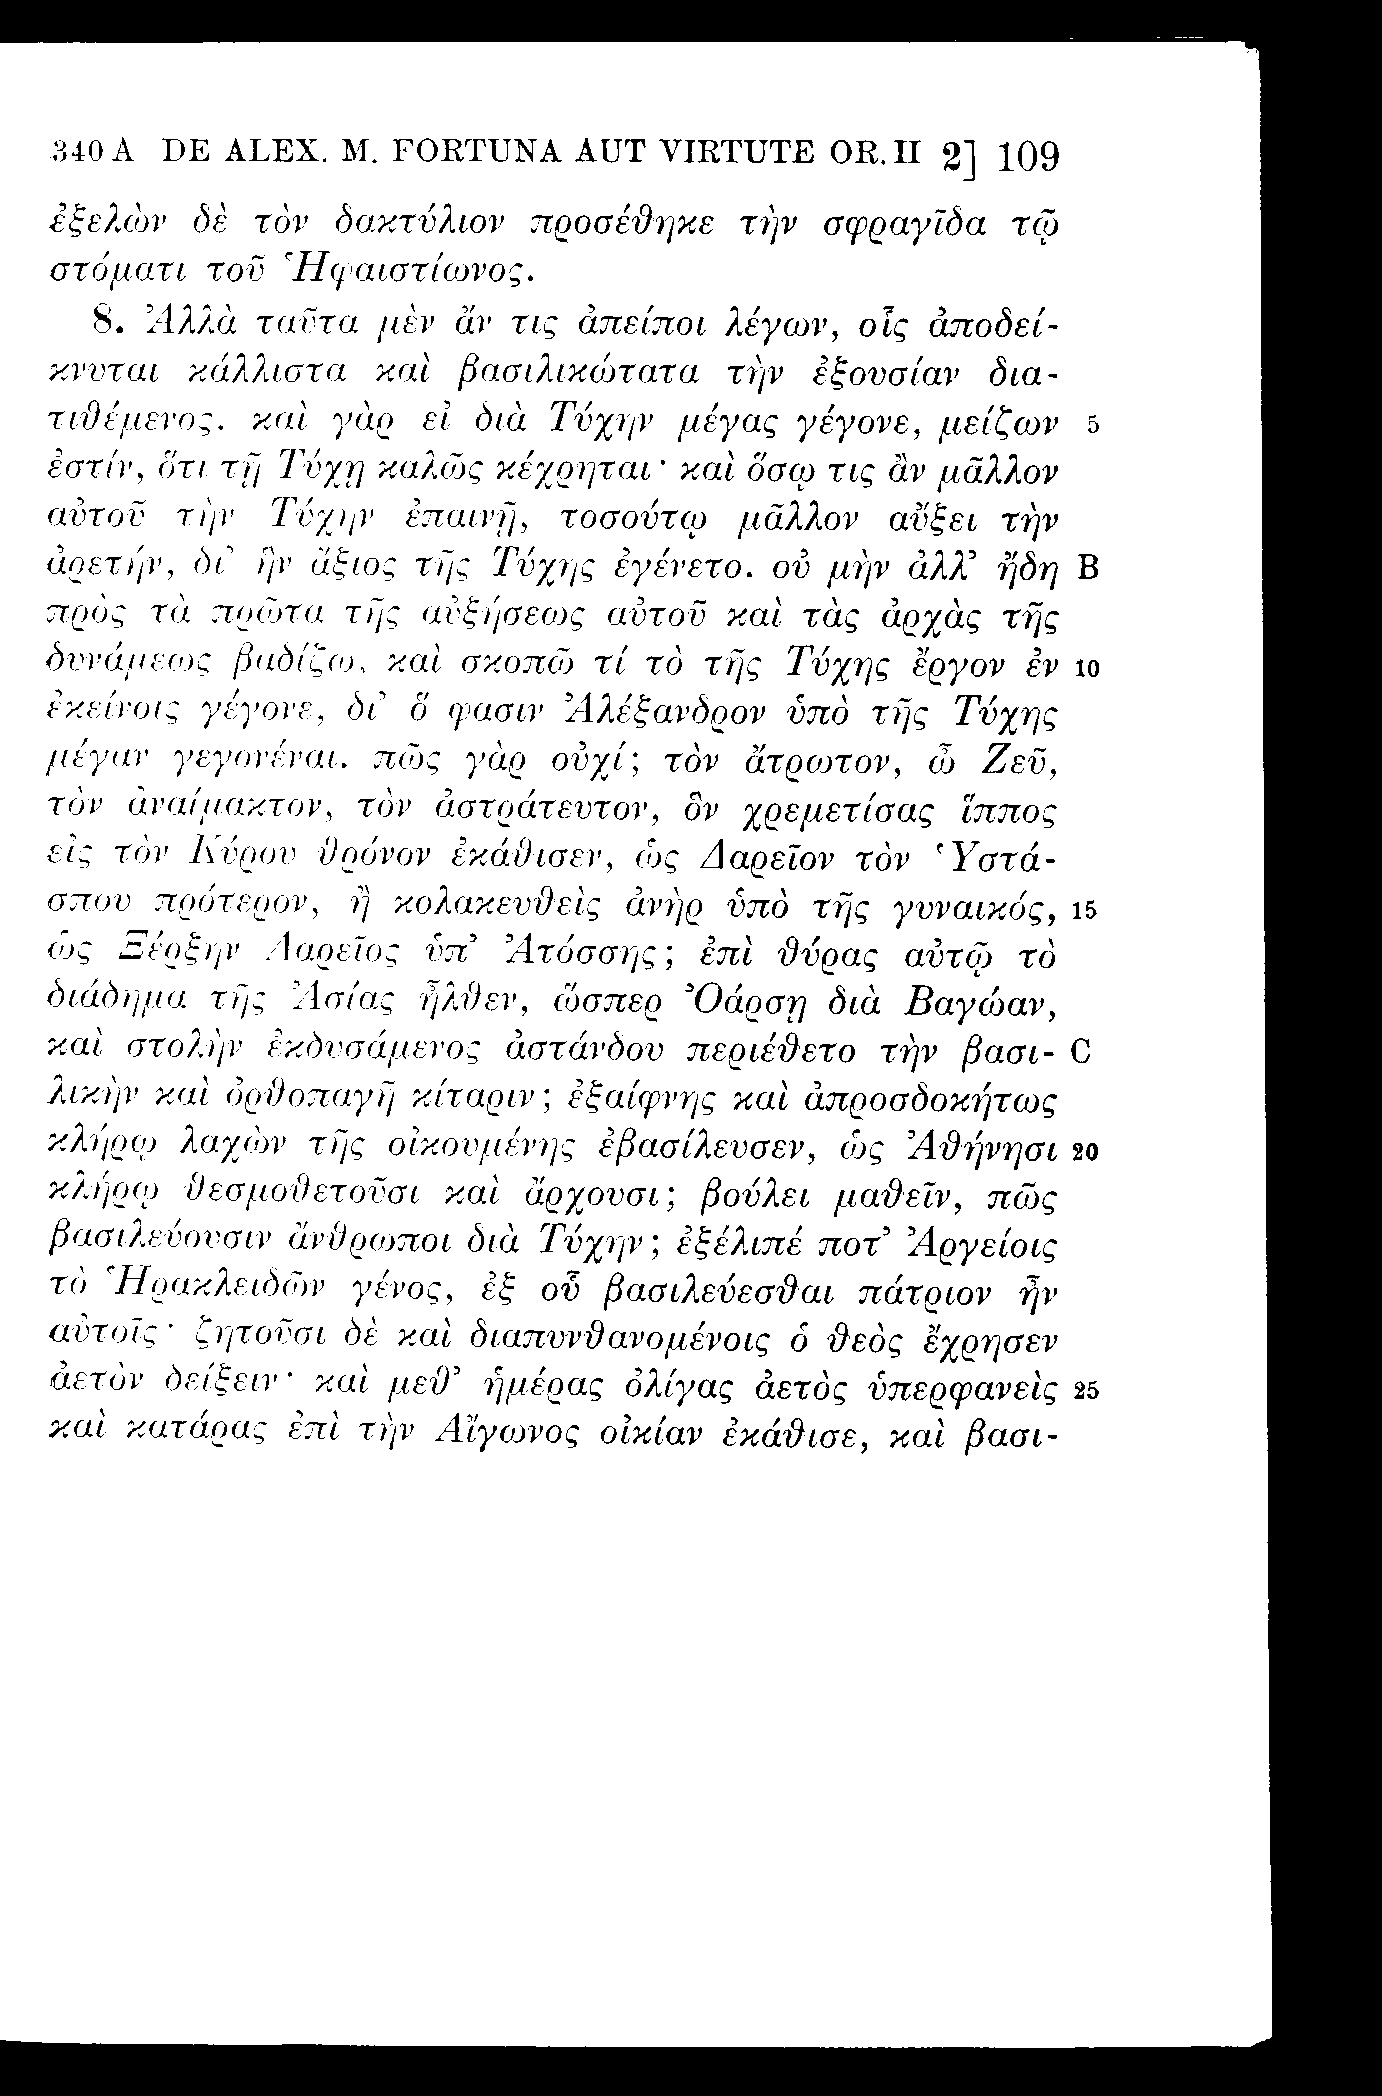 340 A DE ALEX. M. FORTUNA AUT VIRTUTE OR. II 2] 109
ἐξελὼν δὲ τὸν δακτύλιον προσέθηκε τὴν σφραγῖδα τῷ
στόματι τοῦ Ἡφαιστίωνος.
8. Ἀλλὰ ταῦτα μὲν ἄν τις ἀπείποι λέγων, οἷς ἀποδεί-
κνυται κάλλιστα καὶ βασιλικώτατα τὴν ἐξουσίαν δια-
τιθέμενος. καὶ γὰρ εἰ διὰ Τύχην μέγας γέγονε, μείζων 5
ἐστίν, ὅτι τῇ Τύχῃ καλῶς κέχρηται· καὶ ὅσῳ τις ἂν μᾶλλον
αὐτοῦ τὴν Τύχην ἐπαινῇ, τοσούτῳ μᾶλλον αὔξει τὴν
ἀρετήν, δι’ ἣν ἄξιος τῆς Τύχης ἐγένετο. οὐ μὴν ἀλλ’ ἤδη B
πρὸς τὰ πρῶτα τῆς αὐξήσεως αὐτοῦ καὶ τὰς ἀρχὰς τῆς
δυνάμεως βαδίζω, καὶ σκοπῶ τί τὸ τῆς Τύχης ἔργον ἐν 10
ἐκείνοις γέγονε, δι’ ὅ φασιν Ἀλέξανδρον ὑπὸ τῆς Τύχης
μέγαν γεγονέναι. πῶς γὰρ οὐχί; τὸν ἄτρωτον, ὦ Ζεῦ,
τὸν ἀναίμακτον, τὸν ἀστράτευτον, ὃν χρεμετίσας ἵππος
εἰς τὸν Κύρου θρόνον ἐκάθισεν, ὡς Δαρεῖον τὸν Ὑστά-
σπου πρότερον, ἢ κολακευθεὶς ἀνὴρ ὑπὸ τῆς γυναικός, 15
ὡς Ξέρξην Δαρεῖος ὑπ’ Ἀτόσσης; ἐπὶ θύρας αὐτῷ τὸ
διάδημα τῆς Ἀσίας ἦλθεν, ὥσπερ Ὀάρσῃ διὰ Βαγώαν,
καὶ στολὴν ἐκδυσάμενος ἀστάνδου περιέθετο τὴν βασι- C
λικὴν καὶ ὀρθοπαγῆ κίταριν; ἐξαίφνης καὶ ἀπροσδοκήτως
κλήρῳ λαχὼν τῆς οἰκουμένης ἐβασίλευσεν, ὡς Ἀθήνησι 20
κλήρῳ θεσμοθετοῦσι καὶ ἄρχουσι; βούλει μαθεῖν, πῶς
βασιλεύουσιν ἄνθρωποι διὰ Τύχην; ἐξέλιπέ ποτ’ Ἀργείοις
τὸ Ἡρακλειδῶν γένος, ἐξ οὗ βασιλεύεσθαι πάτριον ἦν
αὐτοῖς· ζητοῦσι δὲ καὶ διαπυνθανομένοις ὁ θεὸς ἔχρησεν
ἀετὸν δείξειν· καὶ μεθ’ ἡμέρας ὀλίγας ἀετὸς ὑπερφανεὶς 25
καὶ κατάρας ἐπὶ τὴν Αἴγωνος οἰκίαν ἐκάθισε, καὶ βασι-